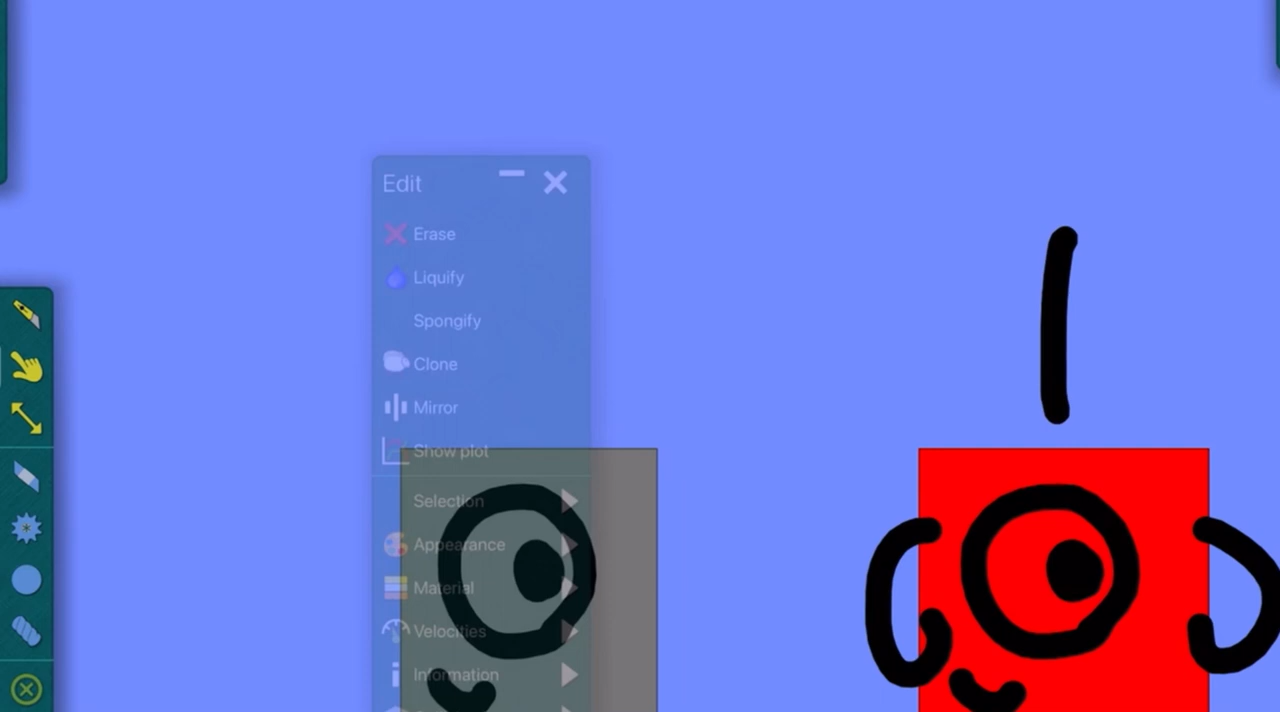 Edit
Erase
Liquify
Spongify
Clone
Mirror
Show plot
Selection
Appearance
Material
Velocities
Information